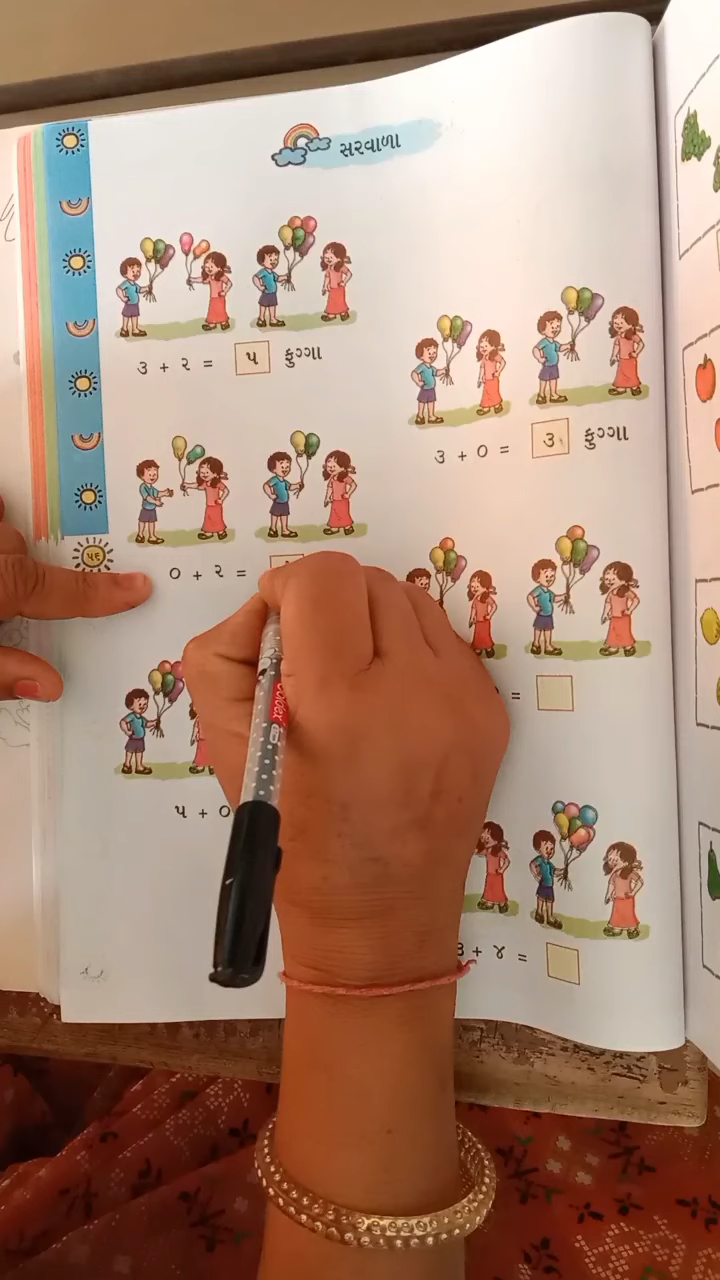 સરવાળા
૩ + ૨ = ૫ ફુગ્ગા
૩ + ૦ = ૩ ફુગ્ગા
૦ + ૨ =
૫૬
=
૫ + ૦
૩ + ૪ =